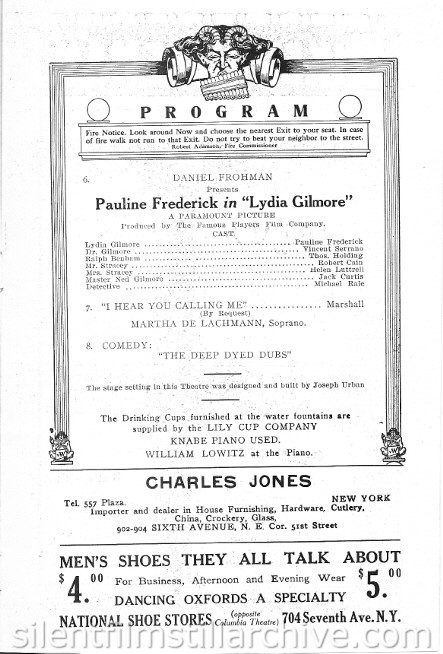 PROGRAM
Fire Notice. Look around Now and choose the nearest Exit to your seat. In case
of fire walk not run to that Exit. Do not try to beat your neighbor to the street.
Robert Adamson, Fire Commissioner
6. DANIEL FROHMAN
Presents
Pauline Frederick in “Lydia Gilmore”
A PARAMOUNT PICTURE
Produced by The Famous Players Film Company.
CAST.
Lydia Gilmore .......... Pauline Frederick
Dr. Gilmore .......... Vincent Serrano
Ralph Benham .......... Thos. Holding
Mr. Stracey .......... Robert Cain
Mrs. Stracey .......... Helen Luttrell
Master Ned Gilmore .......... Jack Curtis
Detective .......... Michael Rale
7. “I HEAR YOU CALLING ME” .......... Marshall
(By Request)
MARTHA DE LACHMANN, Soprano.
8. COMEDY:
“THE DEEP DYED DUBS”
The stage setting in this Theatre was designed and built by Joseph Urban
The Drinking Cups furnished at the water fountains are
supplied by the LILY CUP COMPANY
KNABE PIANO USED.
WILLIAM LOWITZ at the Piano.
CHARLES JONES
Tel. 557 Plaza. NEW YORK
Importer and dealer in House Furnishing, Hardware, Cutlery,
China, Crockery, Glass,
902-904 SIXTH AVENUE, N. E. Cor. 51st Street
MEN'S SHOES THEY ALL TALK ABOUT
$4.00 For Business, Afternoon and Evening Wear $5.00
DANCING OXFORDS A SPECIALTY
NATIONAL SHOE STORES (opposite Columbia Theatre) 704 Seventh Ave. N.Y.
silentfilmstillarchive.com